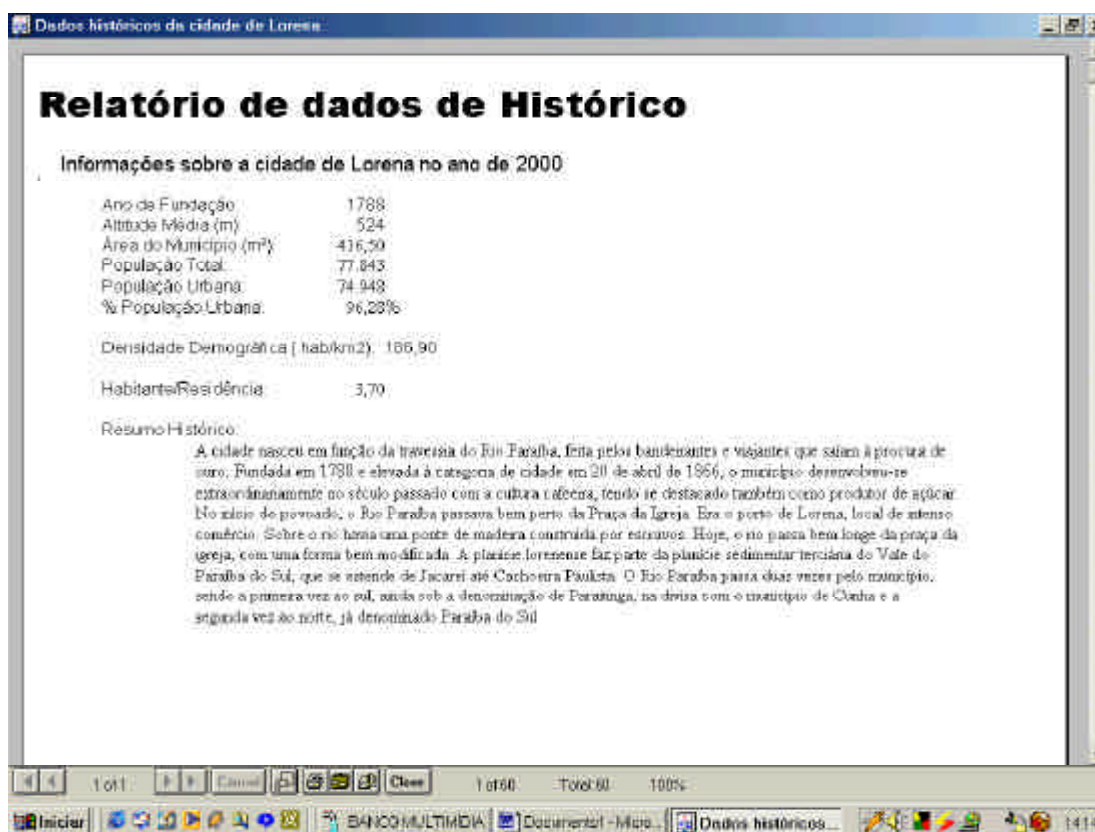 Dados históricos da cidade de Lorena
Relatório de dados de Histórico
Informações sobre a cidade de Lorena no ano de 2000
Ano de Fundação 1788
Altitude Média (m) 524
Área do Município (m²) 416,50
População Total: 77.843
População Urbana 74.948
% População Urbana: 96,28%
Densidade Demográfica ( hab/km2). 186,90
Habitante/Residência 3,70
Resumo Histórico:
A cidade nasceu em função da travessia do Rio Paraíba, feita pelos bandeirantes e viajantes que saíam à procura de
ouro. Fundada em 1788 e elevada à categoria de cidade em 20 de abril de o município desenvolveu-se
extraordinariamente no século passado com a cultura cafeeira, tendo se destacado também como produtor de açúcar
No início do povoado, o Rio Paraíba passava bem perto da Praça da Igreja. Era o porto de Lorena, local de intenso
comércio. Sobre o rio havia uma ponte de madeira construída por escravos. Hoje, o rio passa bem longe da praça da
igreja, com uma forma bem modificada. A planície lorenense faz parte da planície sedimentar terciária do Vale do
Paraíba do Sul, que se estende de Jacareí até Cachoeira Paulista. O Rio Paraíba passa duas vezes pelo município,
sendo a primeira vez ao sul, ainda sob a denominação de Paraitinga, na divisa com o município de Cunha e a
segunda vez ao norte, já denominado Paraíba do Sul
1 of 1 Cancel Close 1 of 60 Total:60 100%
Iniciar BANCO MULTIMIDIA Documento1 - Micro... Dados históricos... 14:14